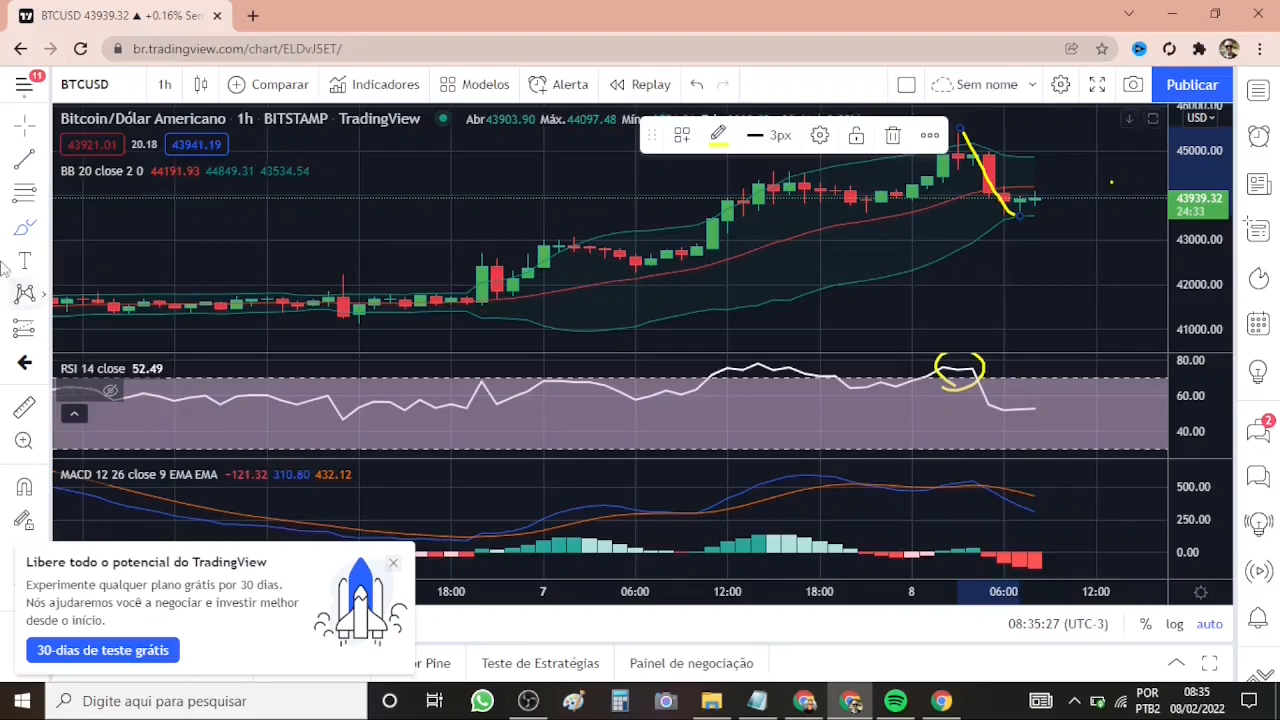 BTCUSD 43939.32 ▲ +0.16% Sem
br.tradingview.com/chart/ELDvJ5ET/
11
BTCUSD 1h Comparar Indicadores Modelos Alerta Replay Sem nome Publicar
Bitcoin/Dólar Americano · 1h · BITSTAMP · TradingView Abr43903.90 Máx.44097.48
43921.01 20.18 43941.19
3px
BB 20 close 2 0 44191.93 44849.31 43534.54
46000.00
USD
45000.00
43939.32
24:33
43000.00
42000.00
41000.00
RSI 14 close 52.49
80.00
60.00
40.00
MACD 12 26 close 9 EMA EMA −121.32 310.80 432.12
500.00
250.00
0.00
2
18:00 7 06:00 12:00 18:00 8 06:00 12:00
Libere todo o potencial do TradingView
Experimente qualquer plano grátis por 30 dias.
Nós ajudaremos você a negociar e investir melhor
desde o início.
30-dias de teste grátis
08:35:27 (UTC-3) % log auto
or Pine Teste de Estratégias Painel de negociação
Digite aqui para pesquisar
POR
PTB2
08:35
08/02/2022